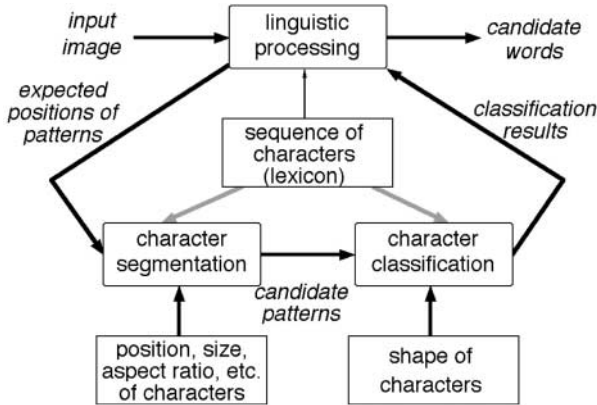 input
image
linguistic
processing
candidate
words
expected
positions of
patterns
classification
results
sequence of
characters
(lexicon)
character
segmentation
candidate
patterns
character
classification
position, size,
aspect ratio, etc.
of characters
shape of
characters